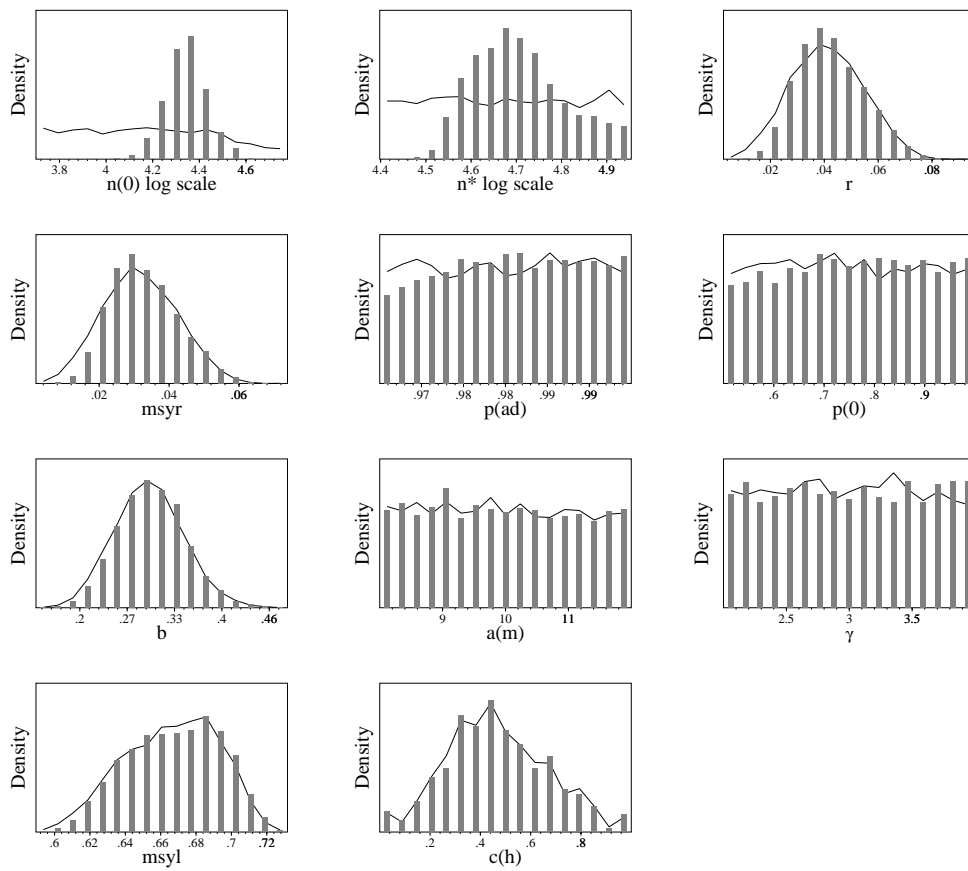 Density
3.8 4 4.2 4.4 4.6
n(0) log scale
Density
4.4 4.5 4.6 4.7 4.8 4.9
n* log scale
Density
.02 .04 .06 .08
r
Density
.02 .04 .06
msyr
Density
.97 .98 .98 .99 .99
p(ad)
Density
.6 .7 .8 .9
p(0)
Density
.2 .27 .33 .4 .46
b
Density
9 10 11
a(m)
Density
2.5 3 3.5
γ
Density
.6 .62 .64 .66 .68 .7 .72
msyl
Density
.2 .4 .6 .8
c(h)